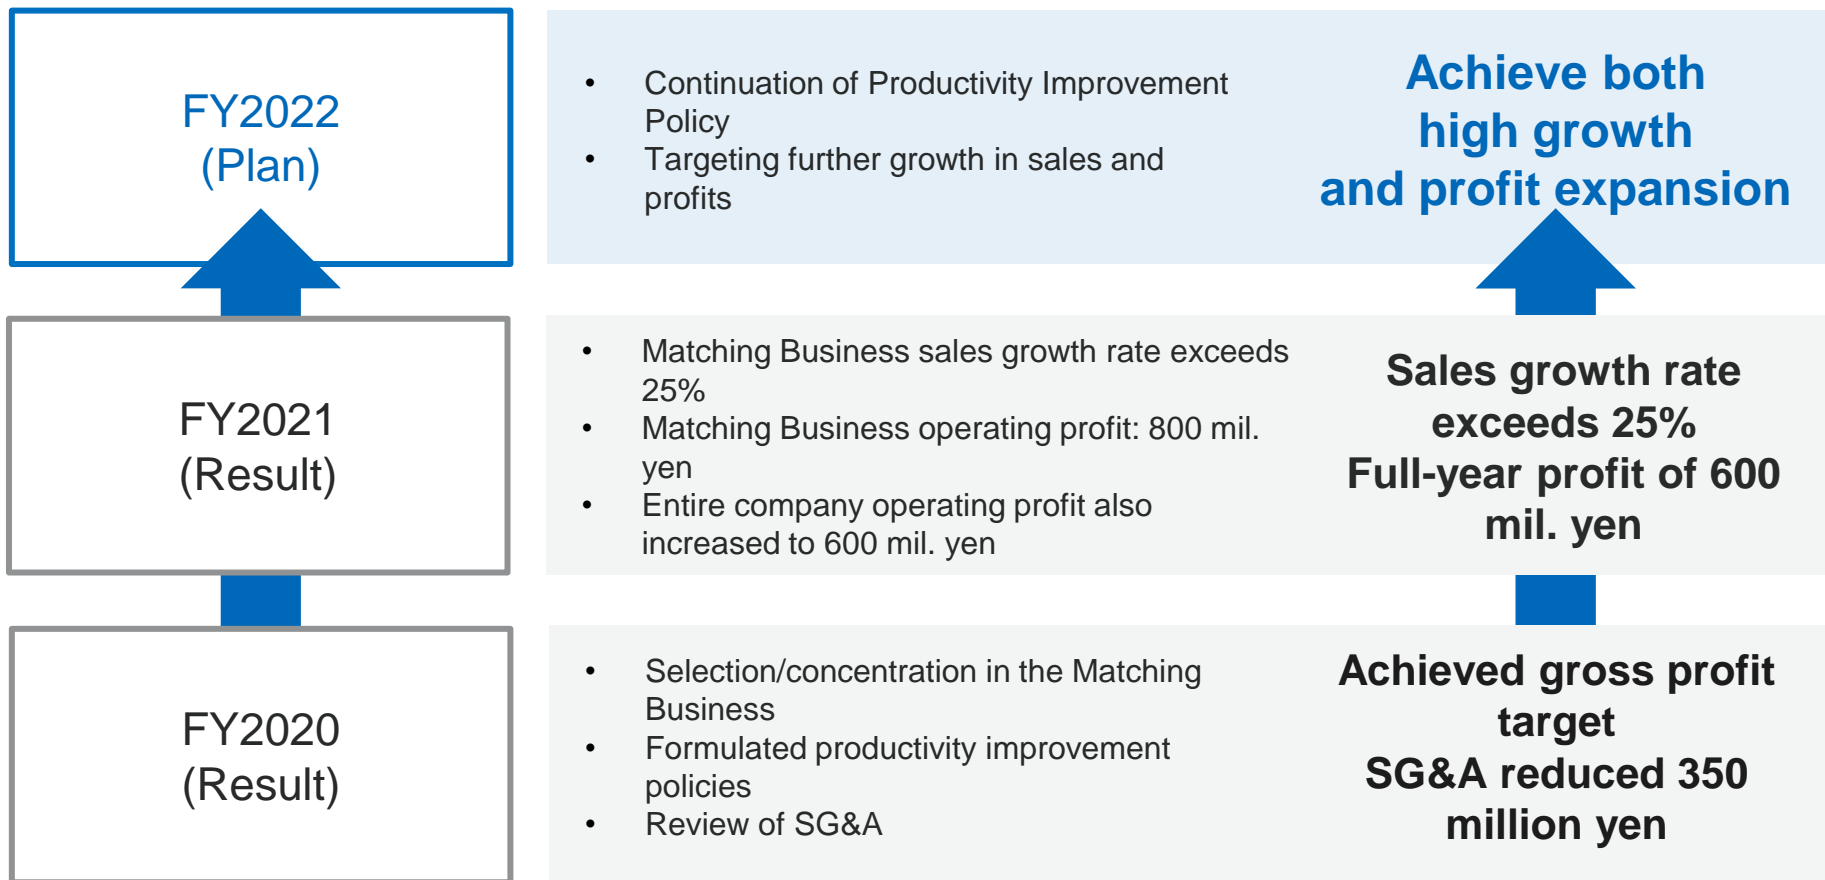 FY2022
(Plan)
• Continuation of Productivity Improvement
Policy
• Targeting further growth in sales and
profits
Achieve both
high growth
and profit expansion
FY2021
(Result)
• Matching Business sales growth rate exceeds
25%
• Matching Business operating profit: 800 mil.
yen
• Entire company operating profit also
increased to 600 mil. yen
Sales growth rate
exceeds 25%
Full-year profit of 600
mil. yen
FY2020
(Result)
• Selection/concentration in the Matching
Business
• Formulated productivity improvement
policies
• Review of SG&A
Achieved gross profit
target
SG&A reduced 350
million yen